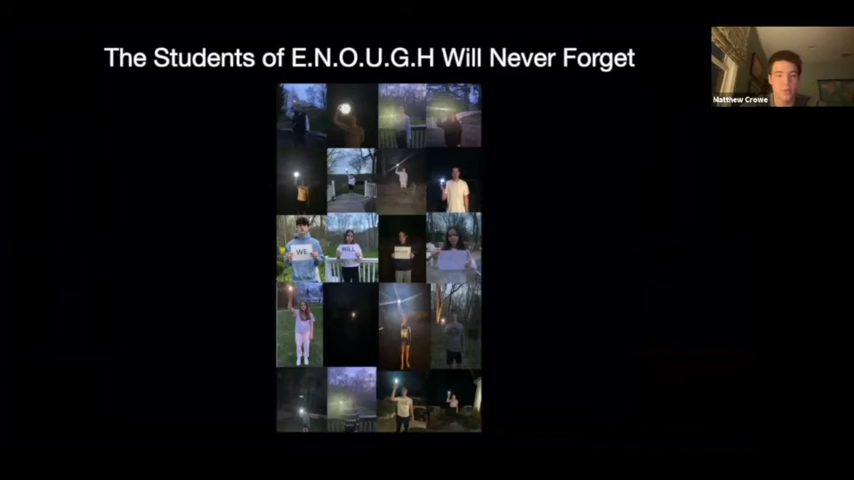 The Students of E.N.O.U.G.H Will Never Forget
Matthew Crowe
WE
WILL